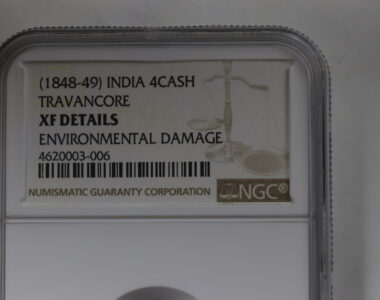 (1848-49) INDIA 4CASH
TRAVANCORE
XF DETAILS
ENVIRONMENTAL DAMAGE
4620003-006
NUMISMATIC GUARANTY CORPORATION NGC®